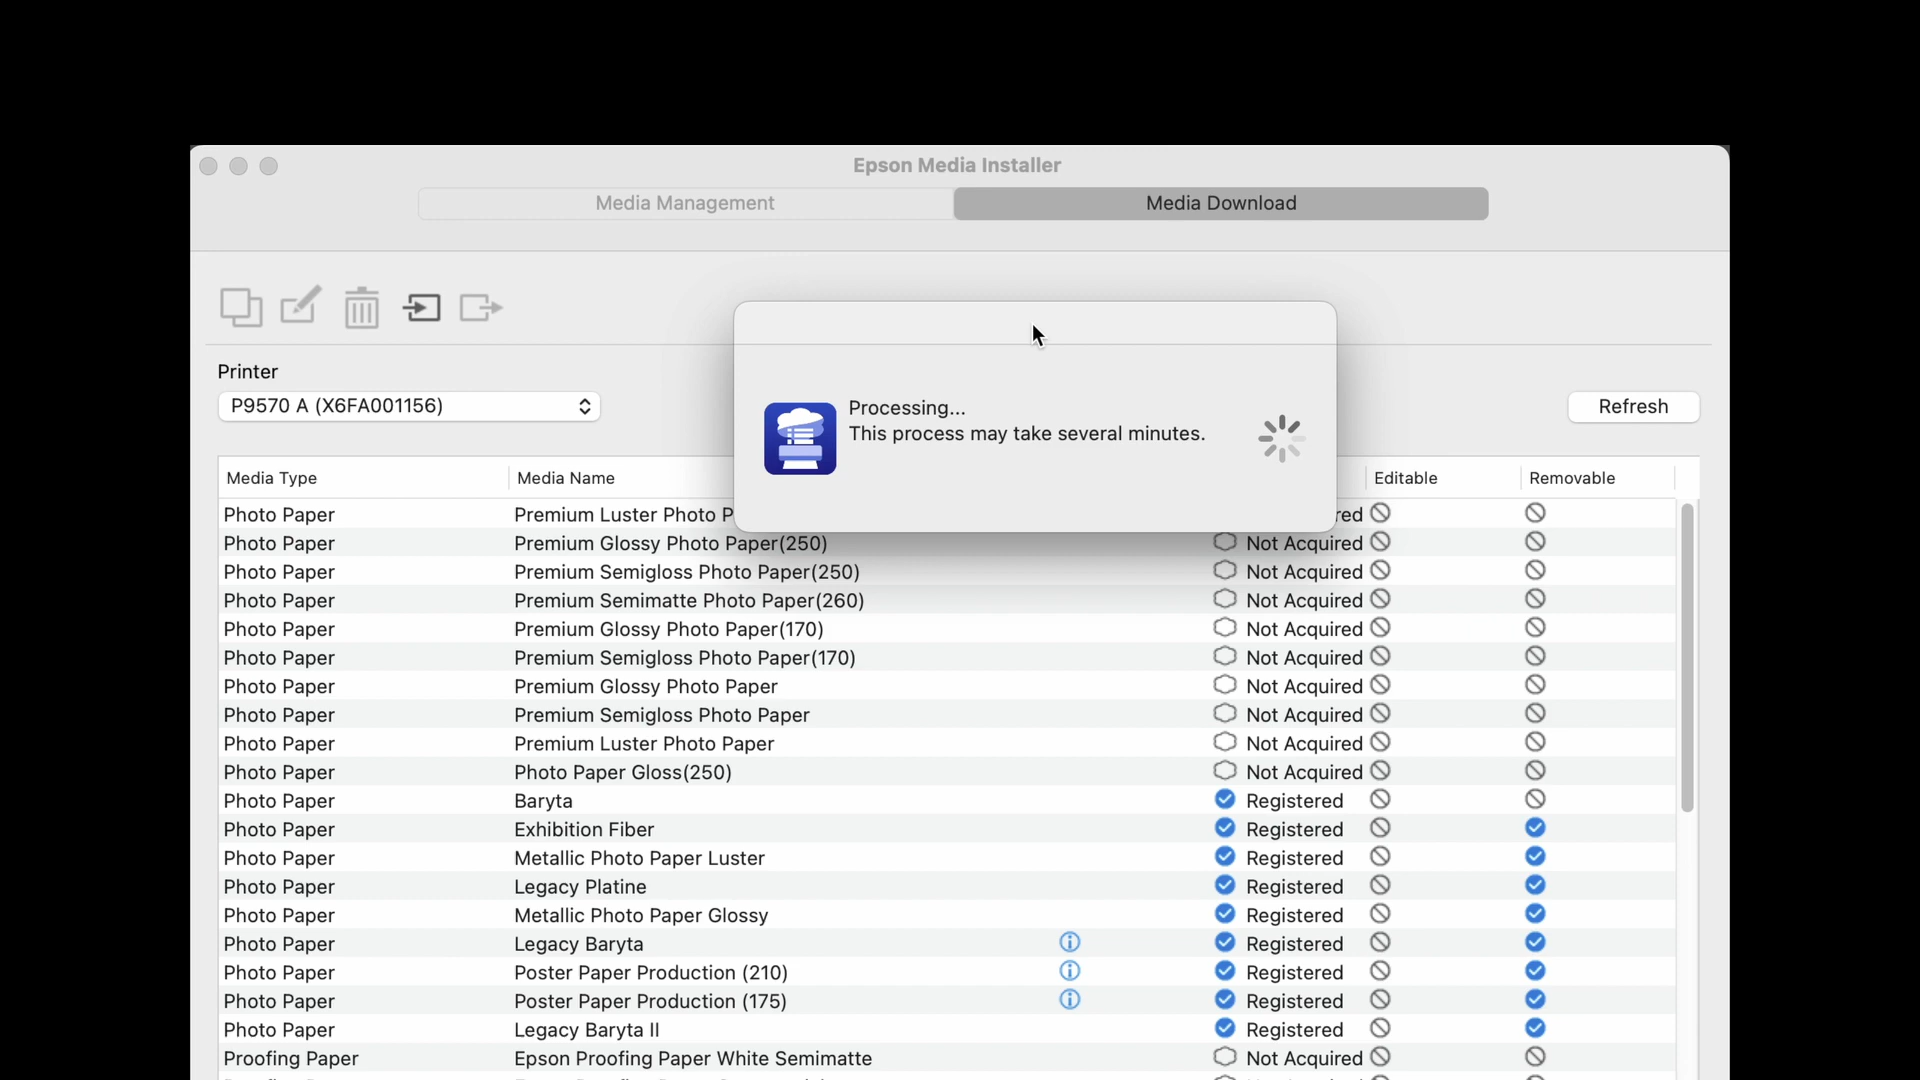 Epson Media Installer
Media Management Media Download
Printer
P9570 A (X6FA001156) Refresh
Processing...
This process may take several minutes.
Media Type Media Name Editable Removable
Photo Paper Premium Luster Photo
Photo Paper Premium Glossy Photo Paper(250) Not Acquired
Photo Paper Premium Semigloss Photo Paper(250) Not Acquired
Photo Paper Premium Semimatte Photo Paper(260) Not Acquired
Photo Paper Premium Glossy Photo Paper(170) Not Acquired
Photo Paper Premium Semigloss Photo Paper(170) Not Acquired
Photo Paper Premium Glossy Photo Paper Not Acquired
Photo Paper Premium Semigloss Photo Paper Not Acquired
Photo Paper Premium Luster Photo Paper Not Acquired
Photo Paper Photo Paper Gloss(250) Not Acquired
Photo Paper Baryta Registered
Photo Paper Exhibition Fiber Registered
Photo Paper Metallic Photo Paper Luster Registered
Photo Paper Legacy Platine Registered
Photo Paper Metallic Photo Paper Glossy Registered
Photo Paper Legacy Baryta Registered
Photo Paper Poster Paper Production (210) Registered
Photo Paper Poster Paper Production (175) Registered
Photo Paper Legacy Baryta II Registered
Proofing Paper Epson Proofing Paper White Semimatte Not Acquired